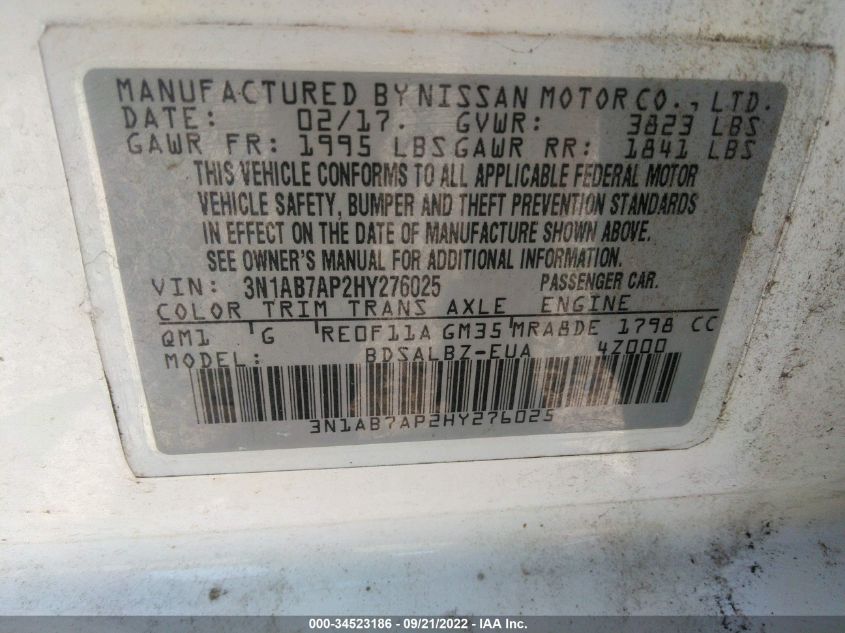 MANUFACTURED BY NISSAN MOTOR CO., LTD.
DATE: 02/17. GVWR: 3823 LBS
GAWR FR: 1995 LBS GAWR RR: 1841 LBS
THIS VEHICLE CONFORMS TO ALL APPLICABLE FEDERAL MOTOR
VEHICLE SAFETY, BUMPER AND THEFT PREVENTION STANDARDS
IN EFFECT ON THE DATE OF MANUFACTURE SHOWN ABOVE.
SEE OWNER'S MANUAL FOR ADDITIONAL INFORMATION.
VIN: 3N1AB7AP2HY276025 PASSENGER CAR.
COLOR TRIM TRANS AXLE ENGINE
QM1 G RE0F11A GM35 MRA8DE 1798 CC
MODEL: BDSALBZ-EUA 4Z000
3N1AB7AP2HY276025
000-34523186 - 09/21/2022 - IAA Inc.